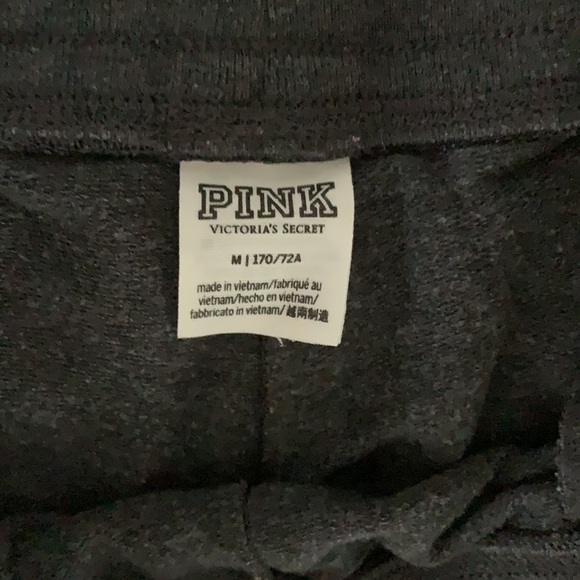 PINK
VICTORIA'S SECRET
M | 170/72A
made in vietnam/fabriqué au
vietnam/hecho en vietnam/
fabbricato in vietnam/越南制造